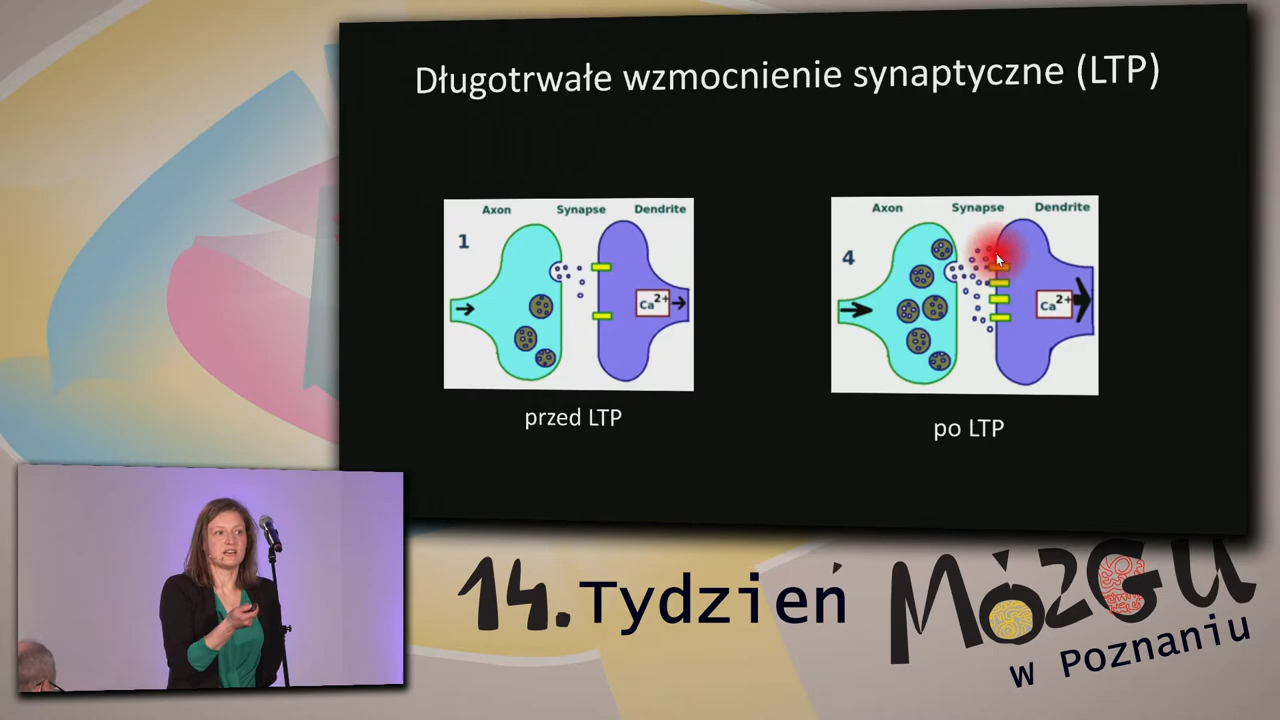 Długotrwałe wzmocnienie synaptyczne (LTP)
Axon Synapse Dendrite
1
Ca2+
przed LTP
Axon Synapse Dendrite
4
Ca2+
po LTP
14. Tydzień Mózgu
w Poznaniu